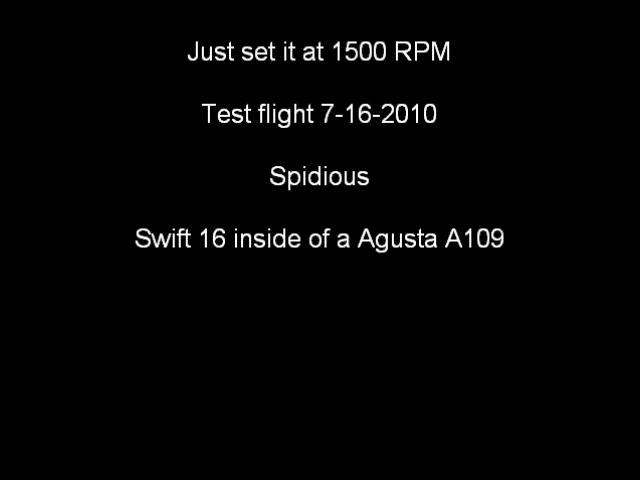 Just set it at 1500 RPM
Test flight 7-16-2010
Spidious
Swift 16 inside of a Agusta A109